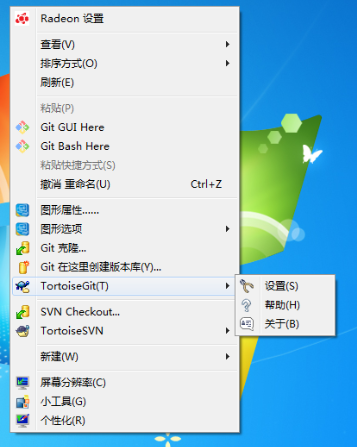 Radeon 设置
查看(V)
排序方式(O)
刷新(E)
粘贴(P)
Git GUI Here
Git Bash Here
粘贴快捷方式(S)
撤消 重命名(U) Ctrl+Z
图形属性......
图形选项
Git 克隆...
Git 在这里创建版本库(Y)...
TortoiseGit(T)
设置(S)
帮助(H)
关于(B)
SVN Checkout...
TortoiseSVN
新建(W)
屏幕分辨率(C)
小工具(G)
个性化(R)